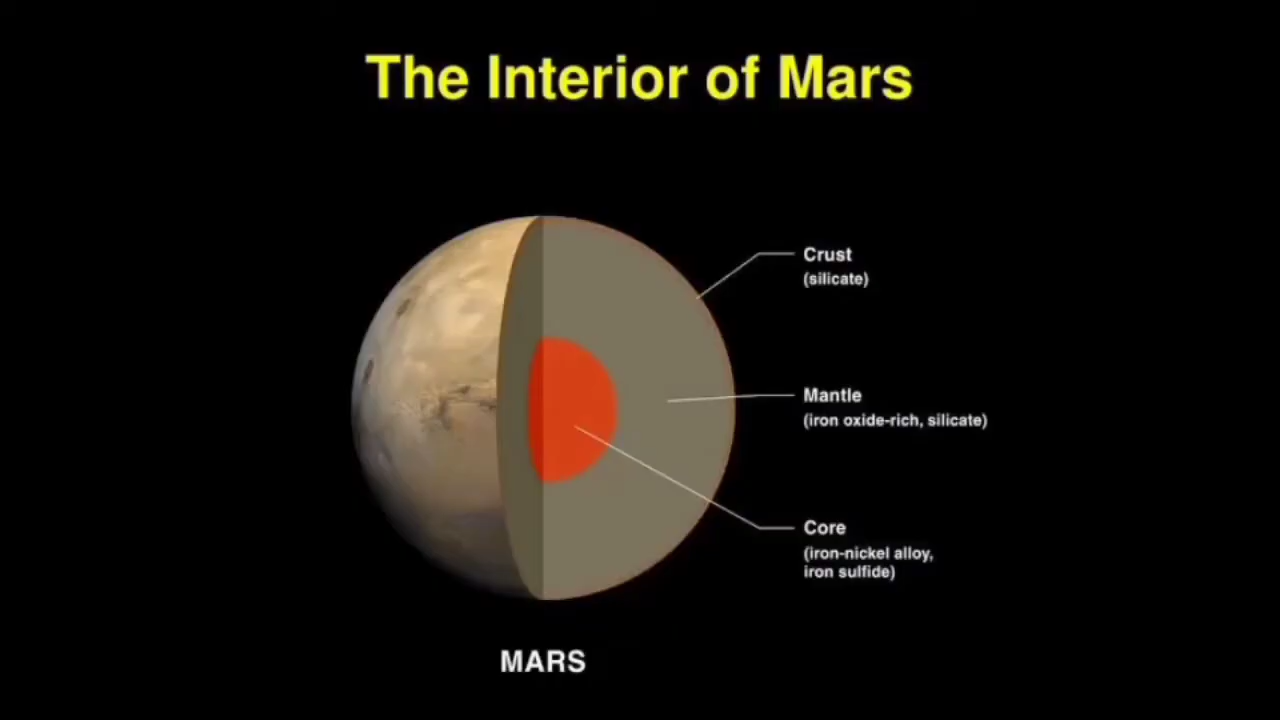 The Interior of Mars
Crust
(silicate)
Mantle
(iron oxide-rich, silicate)
Core
(iron-nickel alloy,
iron sulfide)
MARS